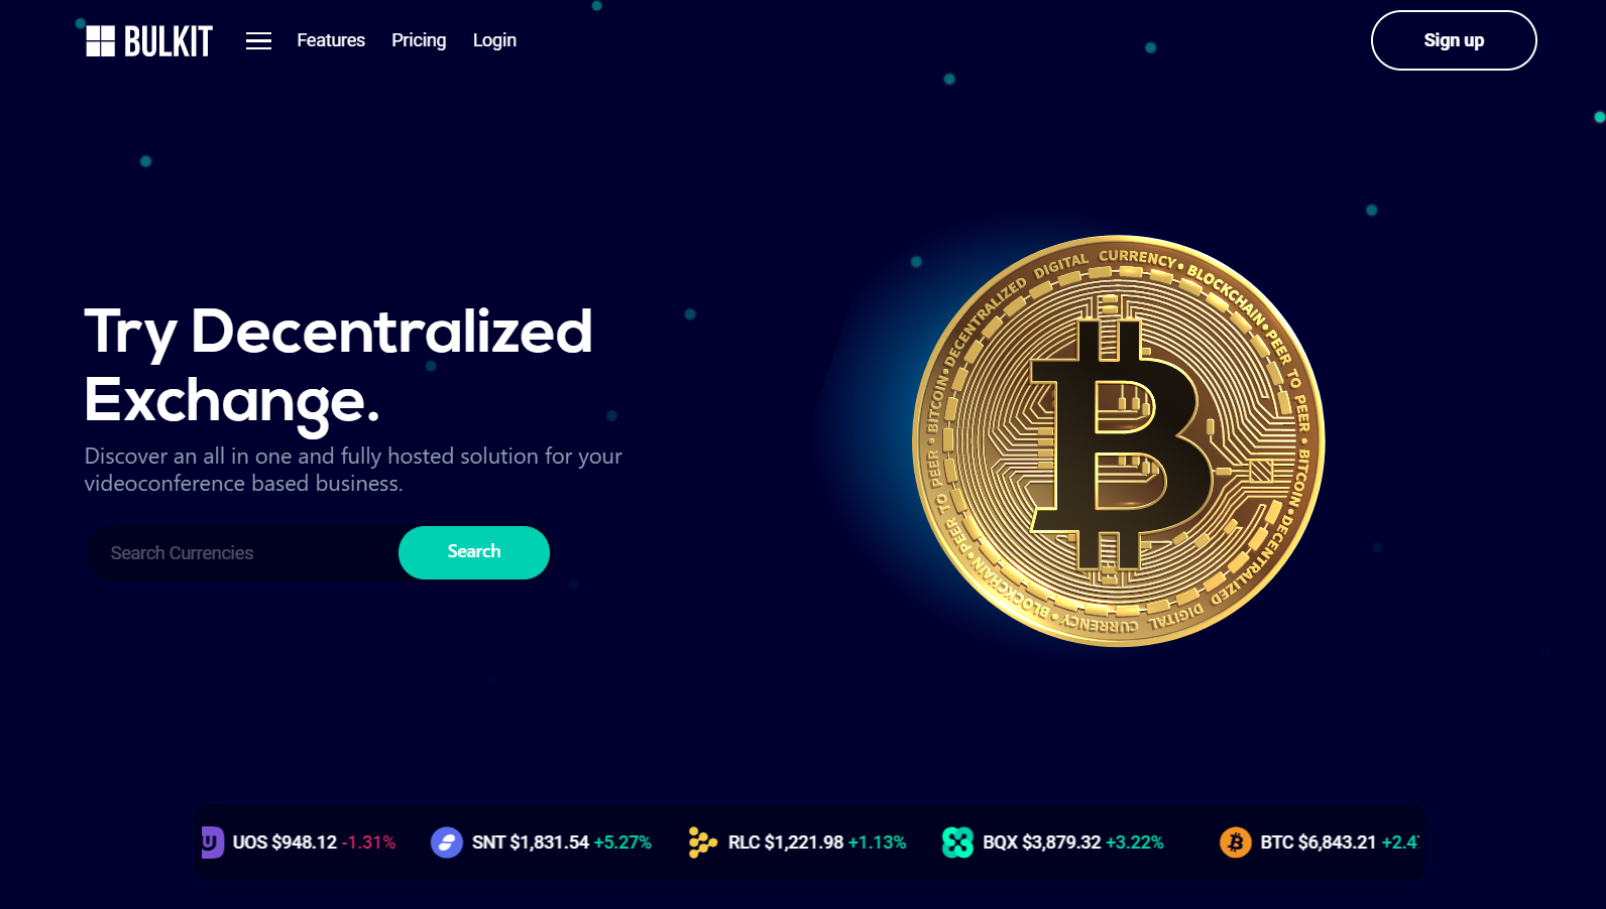 BULKIT
Features Pricing Login
Sign up
Try Decentralized
Exchange.
Discover an all in one and fully hosted solution for your
videoconference based business.
Search Currencies
Search
DECENTRALIZED DIGITAL CURRENCY • BLOCKCHAIN • PEER TO PEER • BITCOIN • DECENTRALIZED DIGITAL CURRENCY • BLOCKCHAIN • PEER TO PEER • BITCOIN •
UOS $948.12 -1.31%
SNT $1,831.54 +5.27%
RLC $1,221.98 +1.13%
BQX $3,879.32 +3.22%
BTC $6,843.21 +2.4